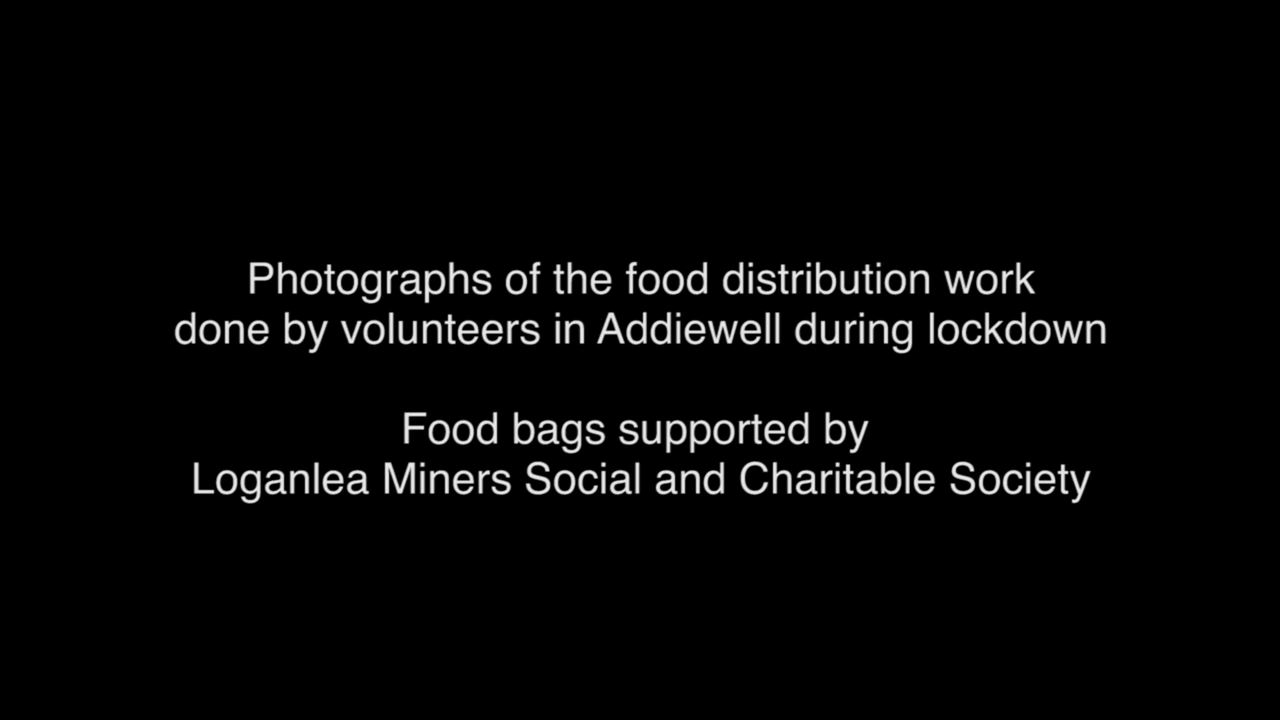 Photographs of the food distribution work
done by volunteers in Addiewell during lockdown
Food bags supported by
Loganlea Miners Social and Charitable Society